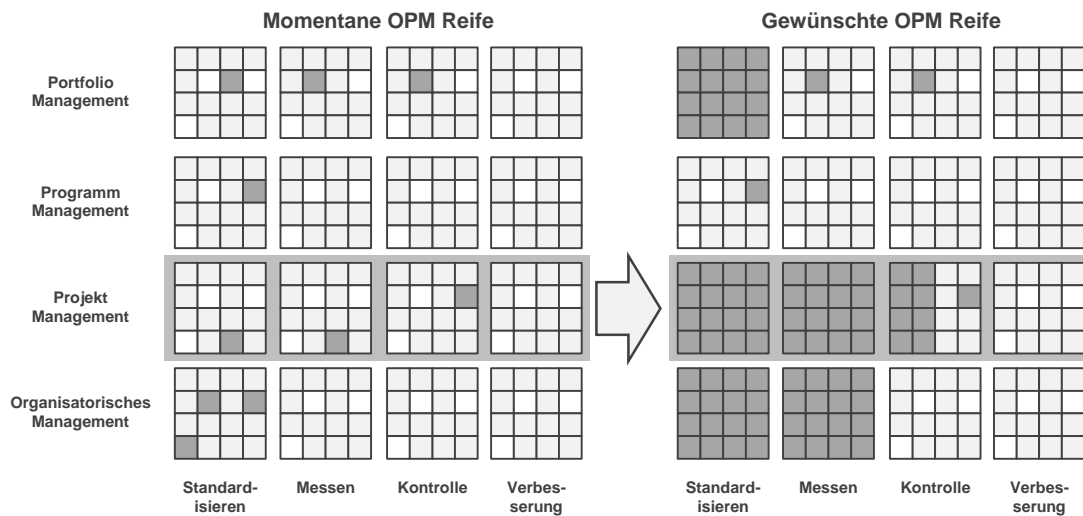 Momentane OPM Reife
Gewünschte OPM Reife
Portfolio
Management
Programm
Management
Projekt
Management
Organisatorisches
Management
Standard-
isieren
Messen
Kontrolle
Verbes-
serung
Standard-
isieren
Messen
Kontrolle
Verbes-
serung